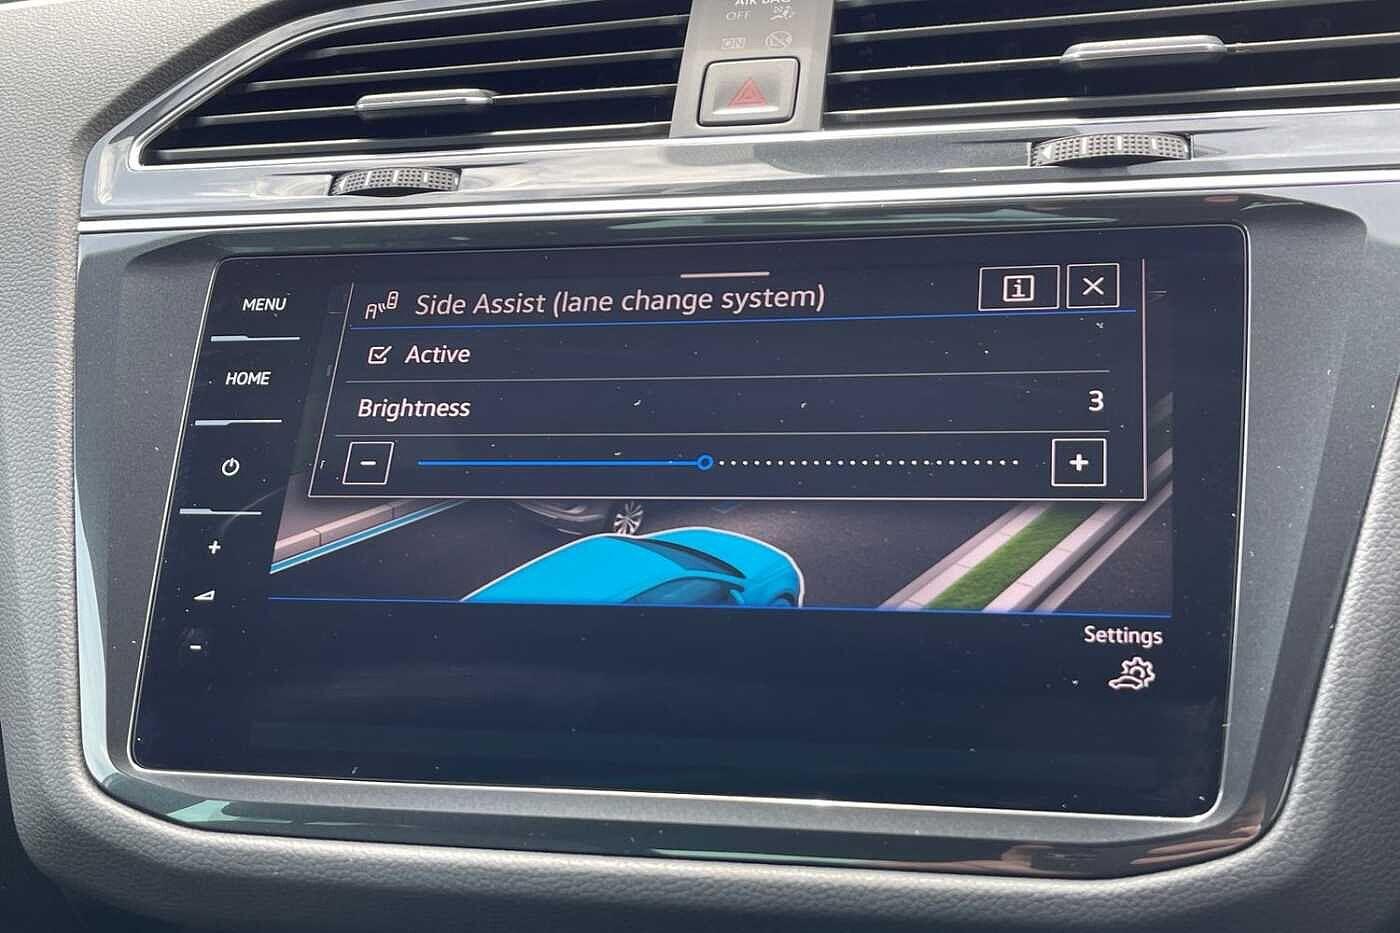 AIR BAG
OFF
ON
MENU
HOME
+
-
Side Assist (lane change system)
i
Active
Brightness
3
-
+
Settings